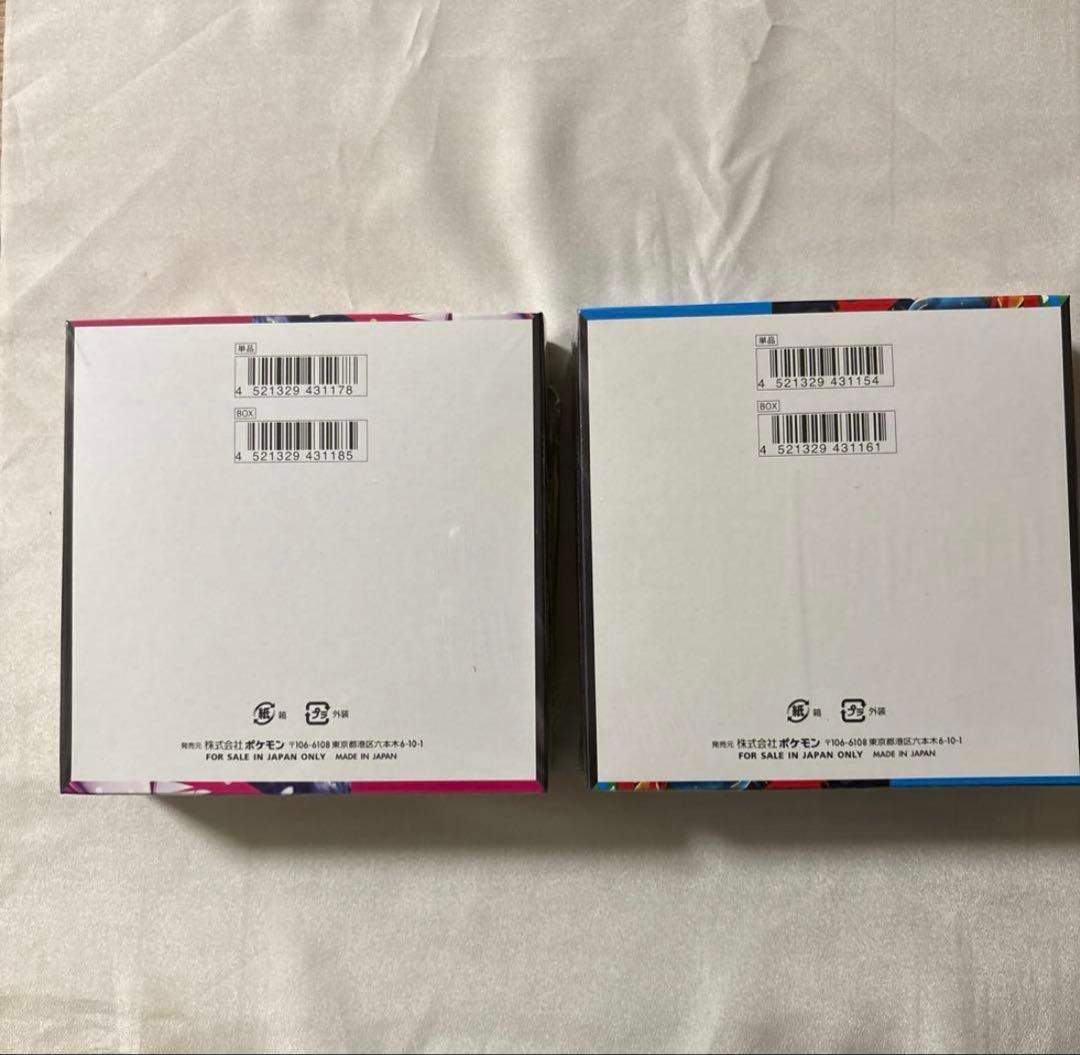 単品
4 521329 431178
BOX
4 521329 431185
紙 箱 プラ 外装
発売元 株式会社ポケモン 〒106-6108 東京都港区六本木6-10-1
FOR SALE IN JAPAN ONLY MADE IN JAPAN
単品
4 521329 431154
BOX
4 521329 431161
紙 箱 プラ 外装
発売元 株式会社ポケモン 〒106-6108 東京都港区六本木6-10-1
FOR SALE IN JAPAN ONLY MADE IN JAPAN